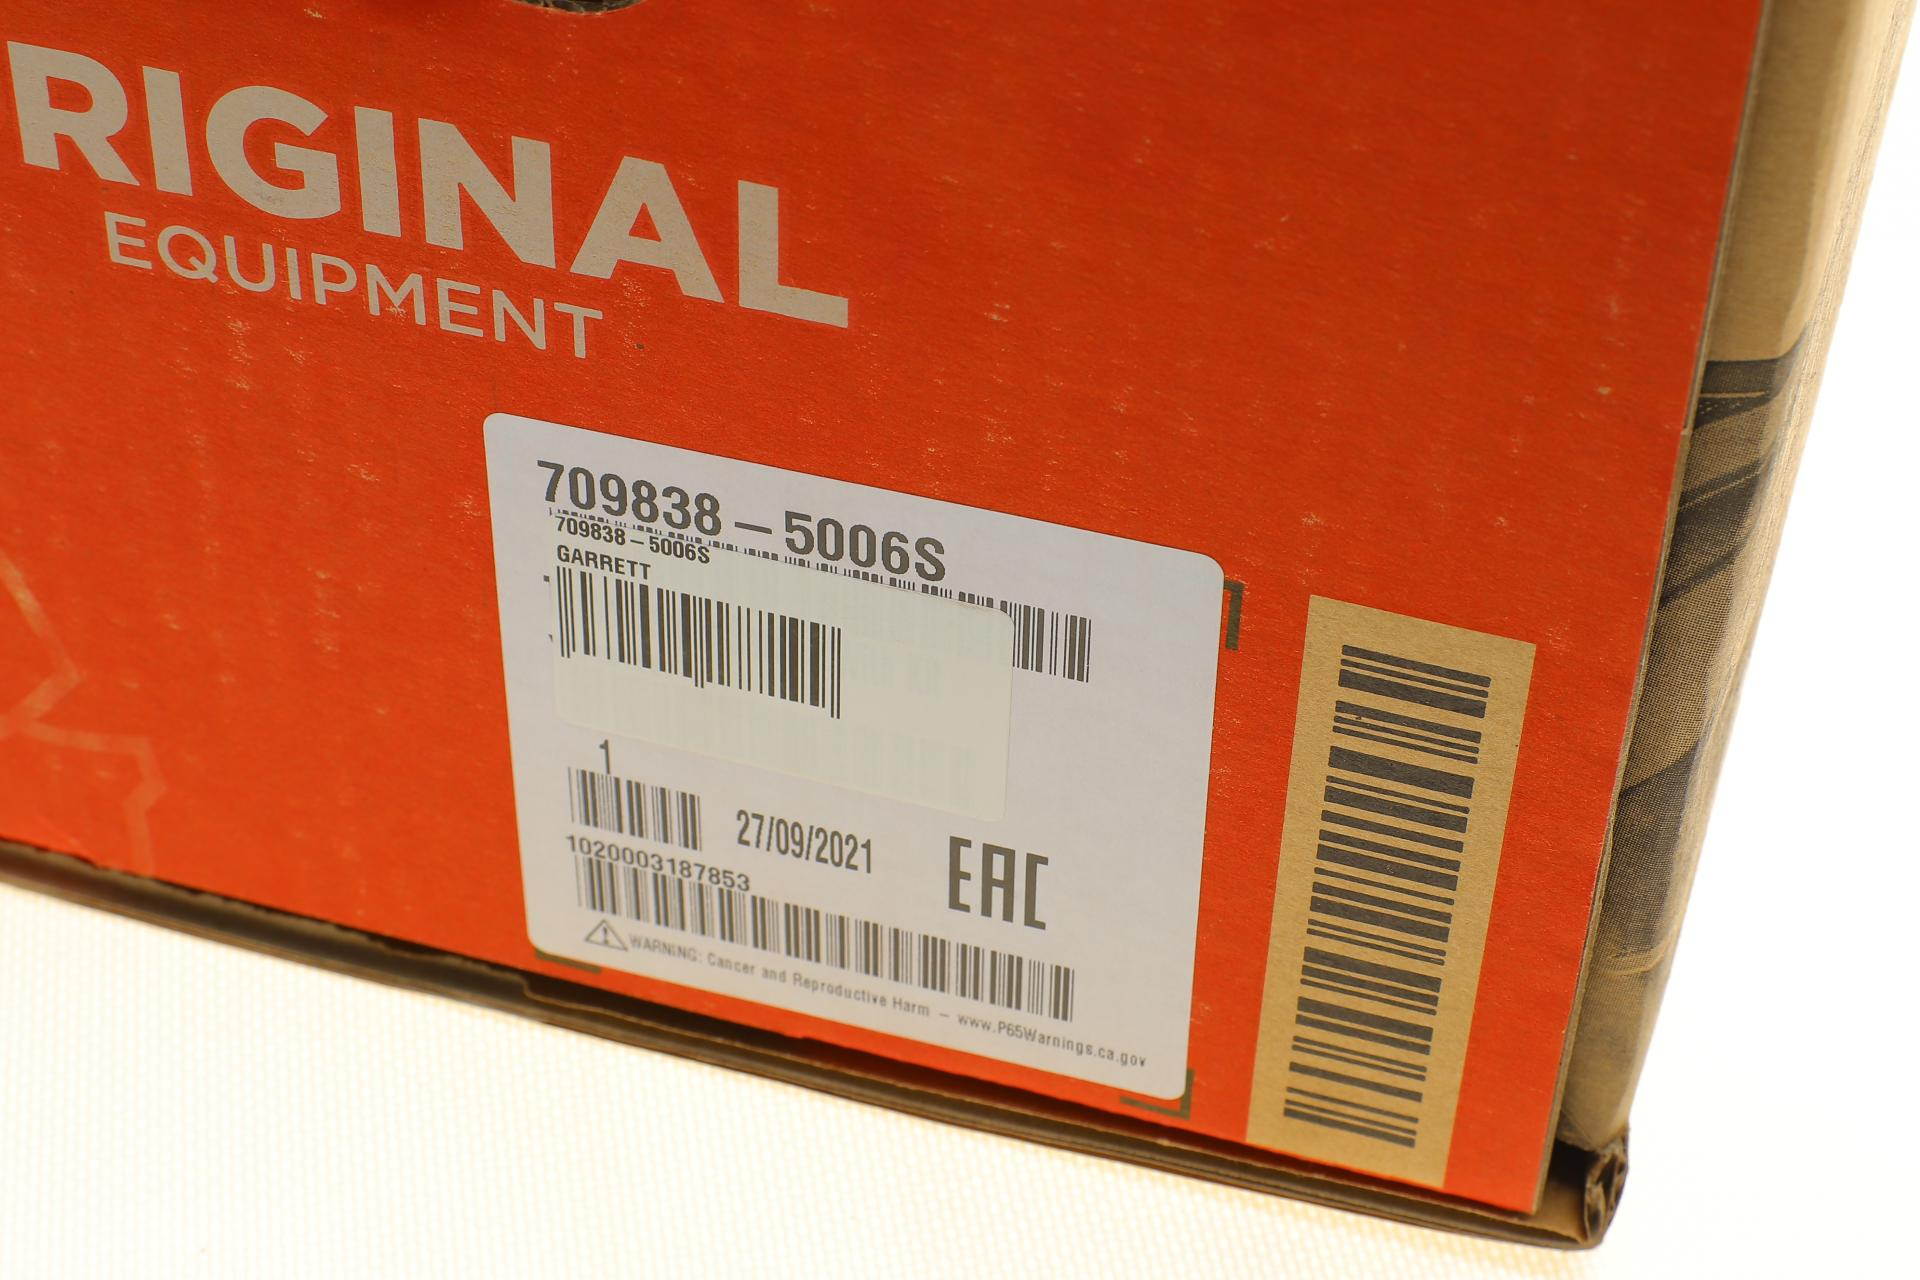 RIGINAL
EQUIPMENT
709838-5006S
709838-5006S
GARRETT
1
27/09/2021
EAC
1020003187853
WARNING: Cancer and Reproductive Harm - www.P65Warnings.ca.gov